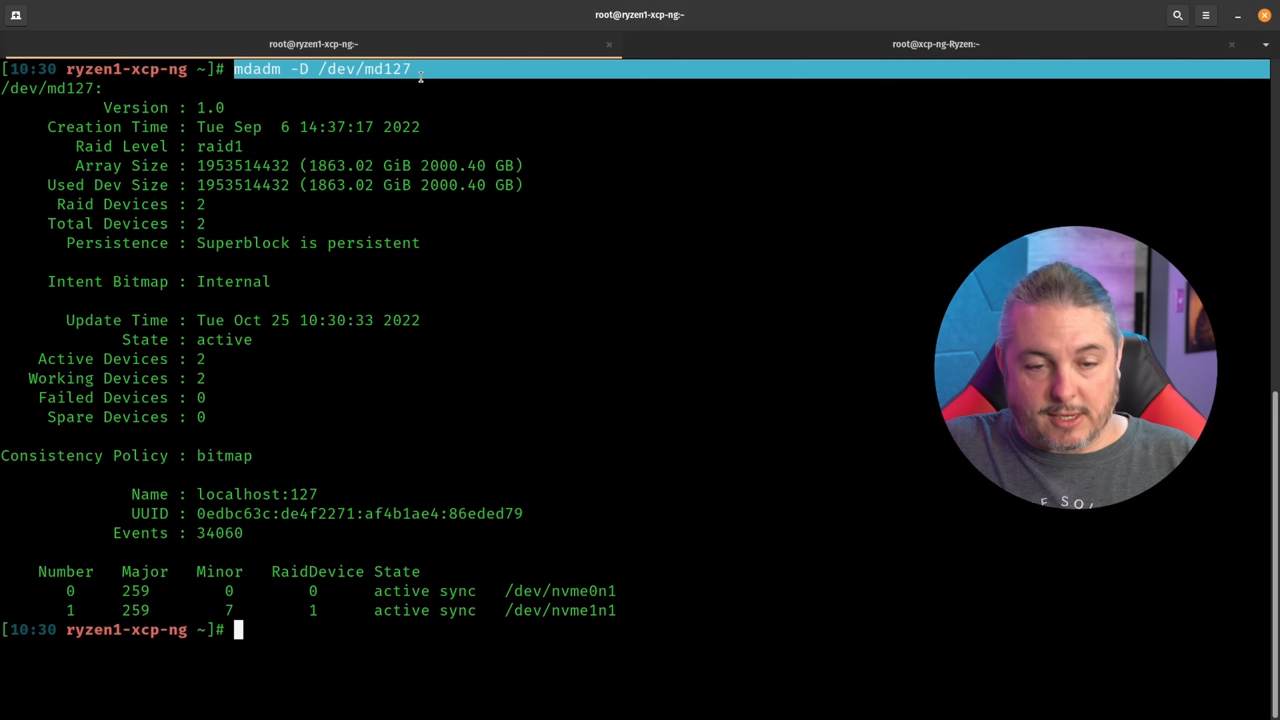 root@ryzen1-xcp-ng:~
root@ryzen1-xcp-ng:~
root@xcp-ng-Ryzen:~
[10:30 ryzen1-xcp-ng ~]# mdadm -D /dev/md127
/dev/md127:
Version : 1.0
Creation Time : Tue Sep  6 14:37:17 2022
Raid Level : raid1
Array Size : 1953514432 (1863.02 GiB 2000.40 GB)
Used Dev Size : 1953514432 (1863.02 GiB 2000.40 GB)
Raid Devices : 2
Total Devices : 2
Persistence : Superblock is persistent
Intent Bitmap : Internal
Update Time : Tue Oct 25 10:30:33 2022
State : active
Active Devices : 2
Working Devices : 2
Failed Devices : 0
Spare Devices : 0
Consistency Policy : bitmap
Name : localhost:127
UUID : 0edbc63c:de4f2271:af4b1ae4:86eded79
Events : 34060
Number Major Minor RaidDevice State
0 259 0 0 active sync /dev/nvme0n1
1 259 7 1 active sync /dev/nvme1n1
[10:30 ryzen1-xcp-ng ~]#